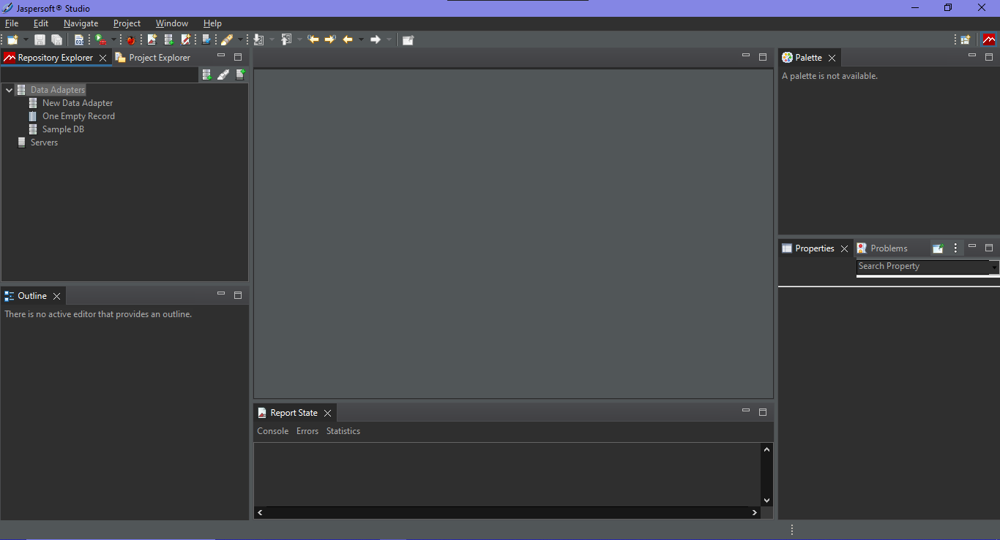 Jaspersoft® Studio
File Edit Navigate Project Window Help
Repository Explorer Project Explorer
Data Adapters
New Data Adapter
One Empty Record
Sample DB
Servers
Outline
There is no active editor that provides an outline.
Report State
Console Errors Statistics
Palette
A palette is not available.
Properties Problems
Search Property